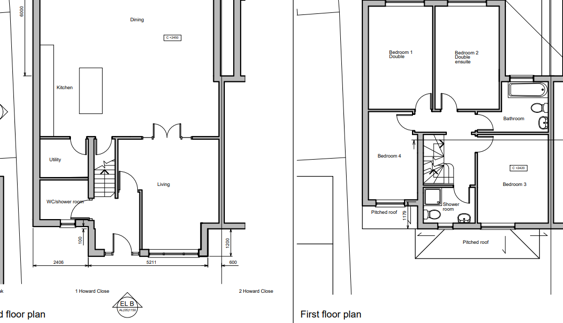 Dining
6000
Kitchen
Utility
WC/shower room
Living
2406
5211
600
1200
1 Howard Close
2 Howard Close
EL B
d floor plan
Bedroom 1
Double
Bedroom 2
Double
ensuite
Bathroom
Bedroom 4
Bedroom 3
Shower
room
Pitched roof
1175
Pitched roof
First floor plan